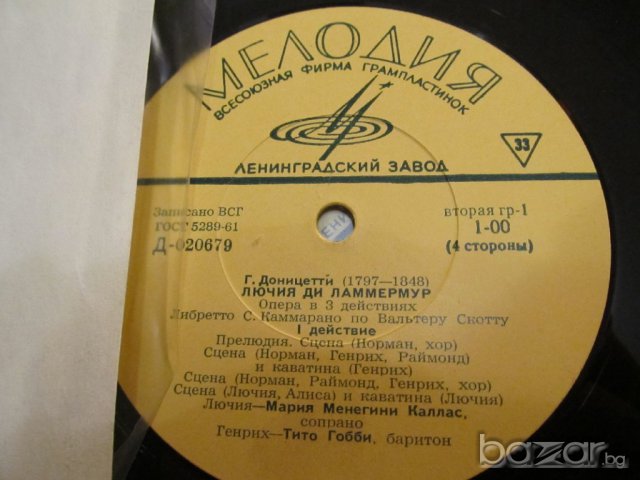 МЕЛОДИЯ
ВСЕСОЮЗНАЯ ФИРМА ГРАМПЛАСТИНОК
ЛЕНИНГРАДСКИЙ ЗАВОД
33
Записано ВСГ
ГОСТ 5289-61
Д-020679
вторая гр-1
1-00
(4 стороны)
ЕНИ
Г. Доницетти (1797—1848)
ЛЮЧИЯ ДИ ЛАММЕРМУР
Опера в 3 действиях
Либретто С. Каммарано по Вальтеру Скотту
I действие
Прелюдия. Сцена (Норман, хор)
Сцена (Норман, Генрих, Раймонд)
и каватина (Генрих)
Сцена (Норман, Раймонд, Генрих, хор)
Сцена (Лючия, Алиса) и каватина (Лючия)
Лючия—Мария Менегини Каллас,
сопрано
Генрих—Тито Гобби, баритон
bazar.bg